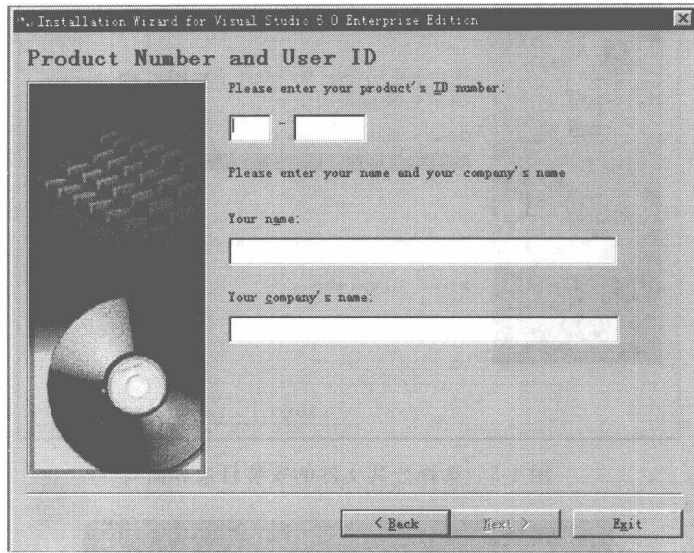 Installation Wizard for Visual Studio 6.0 Enterprise Edition
Product Number and User ID
Please enter your product's ID number:
-
Please enter your name and your company's name
Your name:
Your company's name:
< Back
Next >
Exit